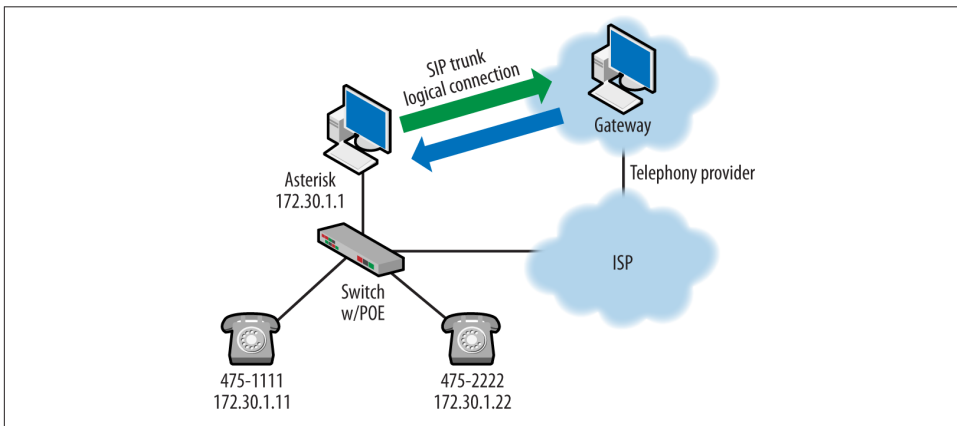 SIP trunk
logical connection
Gateway
Telephony provider
Asterisk
172.30.1.1
ISP
Switch
w/POE
475-1111
172.30.1.11
475-2222
172.30.1.22